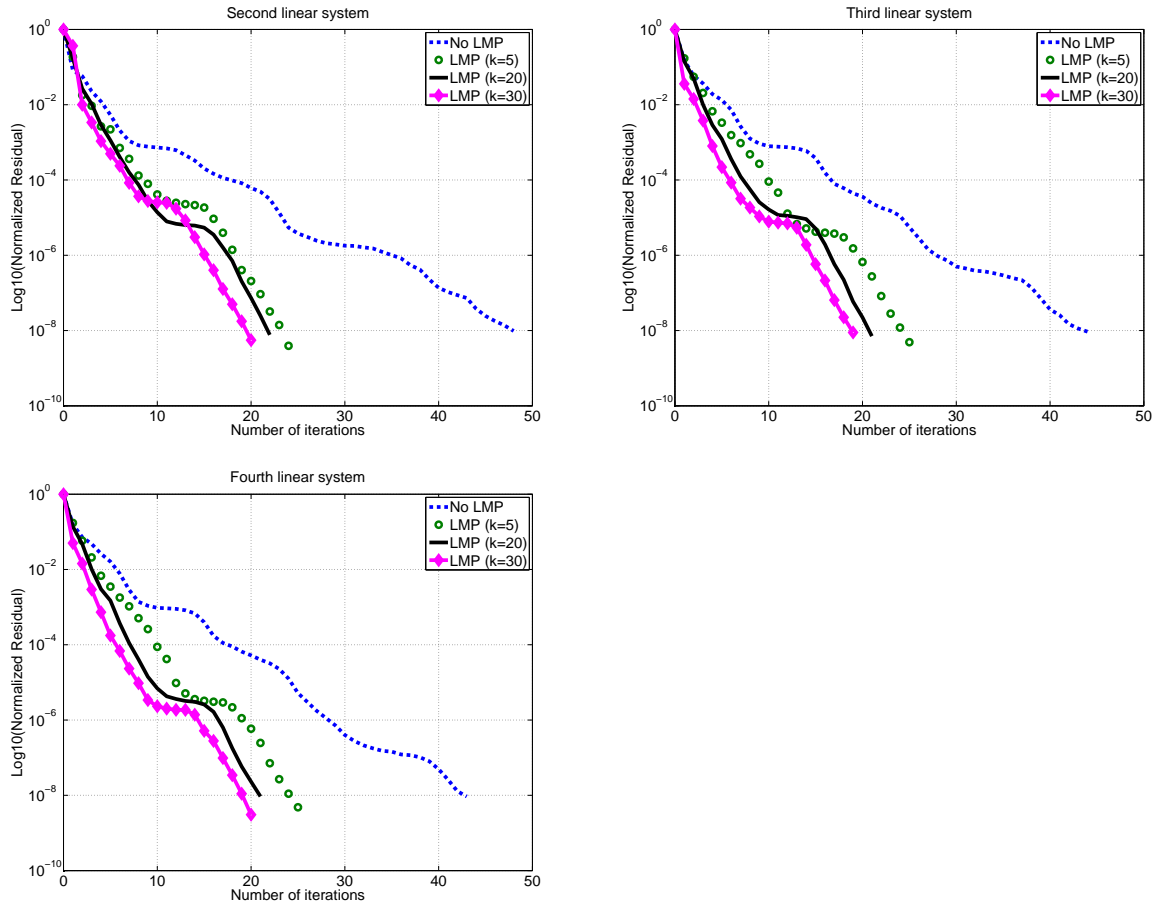 Second linear system
10^0
10^−2
10^−4
10^−6
10^−8
10^−10
Log10(Normalized Residual)
0 10 20 30 40 50
Number of iterations
No LMP
LMP (k=5)
LMP (k=20)
LMP (k=30)
Third linear system
10^0
10^−2
10^−4
10^−6
10^−8
10^−10
Log10(Normalized Residual)
0 10 20 30 40 50
Number of iterations
No LMP
LMP (k=5)
LMP (k=20)
LMP (k=30)
Fourth linear system
10^0
10^−2
10^−4
10^−6
10^−8
10^−10
Log10(Normalized Residual)
0 10 20 30 40 50
Number of iterations
No LMP
LMP (k=5)
LMP (k=20)
LMP (k=30)